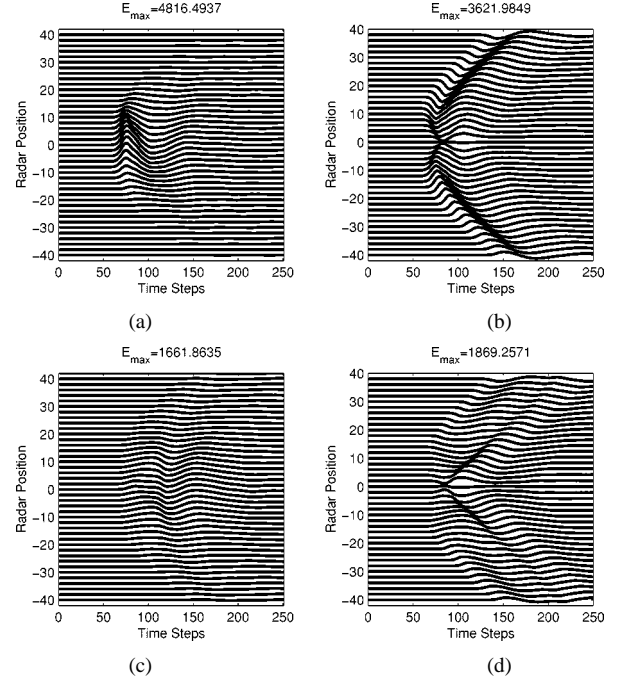 E_max=4816.4937
Radar Position
40
30
20
10
0
−10
−20
−30
−40
0 50 100 150 200 250
Time Steps
(a)
E_max=3621.9849
Radar Position
40
30
20
10
0
−10
−20
−30
−40
0 50 100 150 200 250
Time Steps
(b)
E_max=1661.8635
Radar Position
40
30
20
10
0
−10
−20
−30
−40
0 50 100 150 200 250
Time Steps
(c)
E_max=1869.2571
Radar Position
40
30
20
10
0
−10
−20
−30
−40
0 50 100 150 200 250
Time Steps
(d)